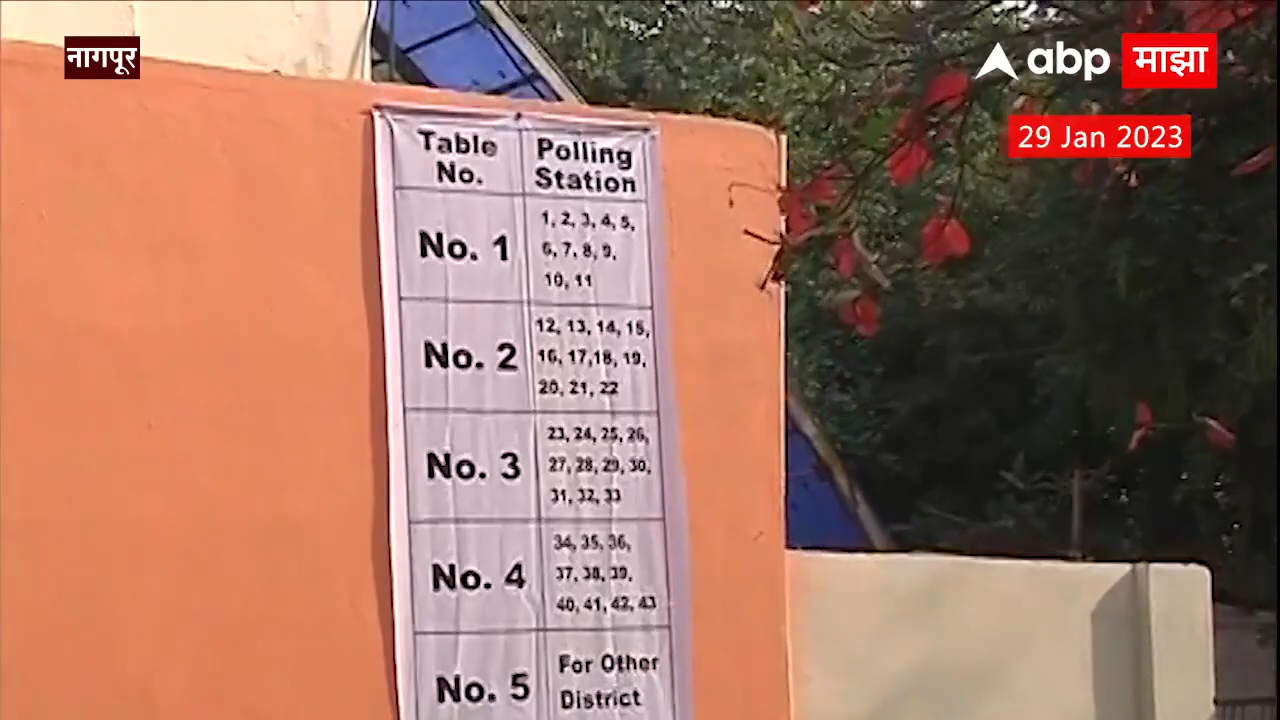 नागपूर
abp माझा
29 Jan 2023
Table No.
Polling Station
No. 1
1, 2, 3, 4, 5,
6, 7, 8, 9,
10, 11
No. 2
12, 13, 14, 15,
16, 17,18, 19,
20, 21, 22
No. 3
23, 24, 25, 26,
27, 28, 29, 30,
31, 32, 33
No. 4
34, 35, 36,
37, 38, 39,
40, 41, 42, 43
No. 5
For Other
District